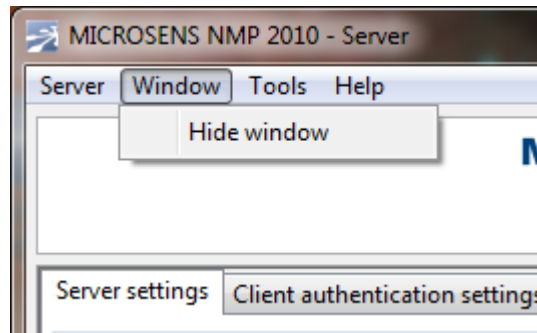 MICROSENS NMP 2010 - Server
Server Window Tools Help
Hide window
Server settings Client authentication settings